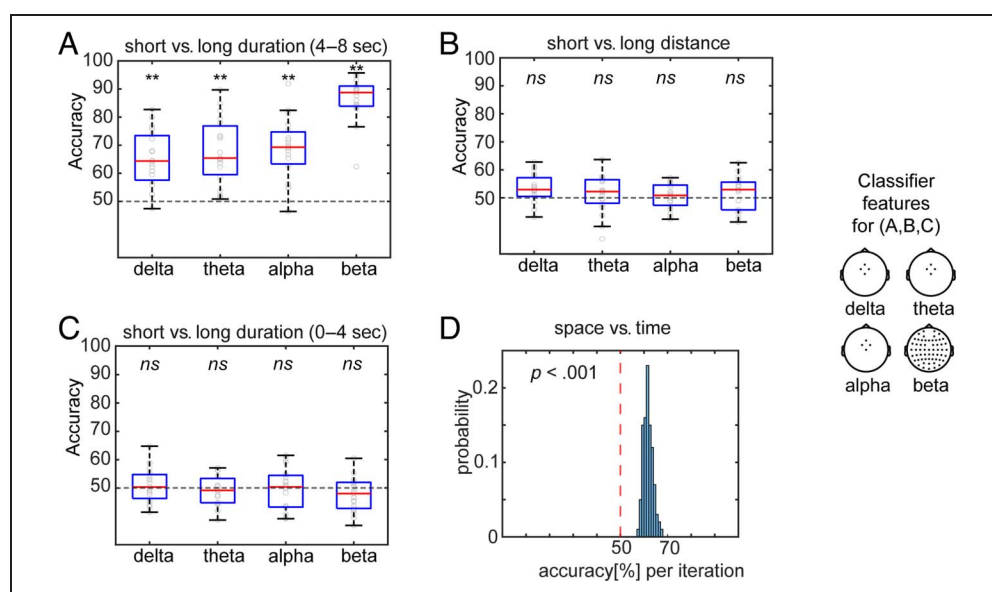 A
short vs. long duration (4–8 sec)
100
90
80
70
60
50
Accuracy
** ** ** **
delta theta alpha beta
B
short vs. long distance
100
90
80
70
60
50
Accuracy
ns ns ns ns
delta theta alpha beta
Classifier
features
for (A,B,C)
delta theta
alpha beta
C
short vs. long duration (0–4 sec)
100
90
80
70
60
50
Accuracy
ns ns ns ns
delta theta alpha beta
D
space vs. time
p < .001
0.2
0.1
0
probability
50 70
accuracy[%] per iteration